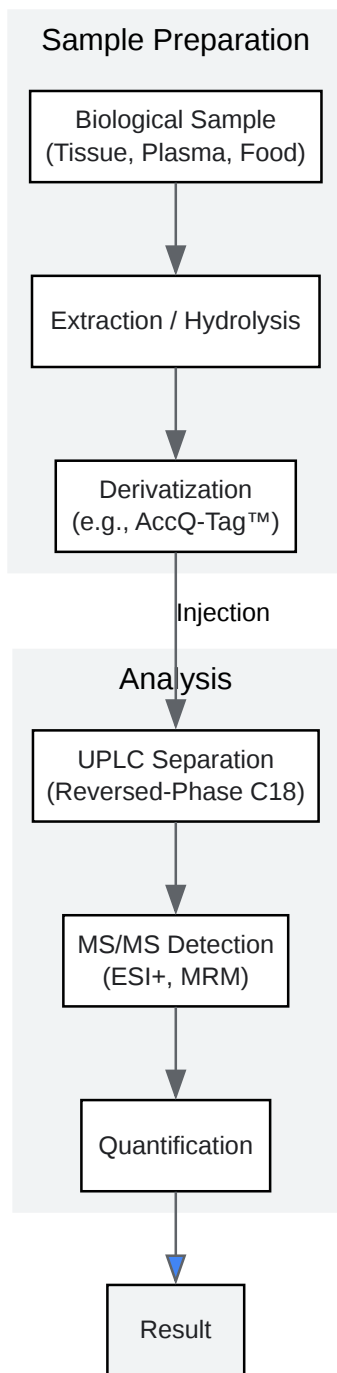 Sample Preparation
Biological Sample
(Tissue, Plasma, Food)
Extraction / Hydrolysis
Derivatization
(e.g., AccQ-Tag™)
Injection
Analysis
UPLC Separation
(Reversed-Phase C18)
MS/MS Detection
(ESI+, MRM)
Quantification
Result